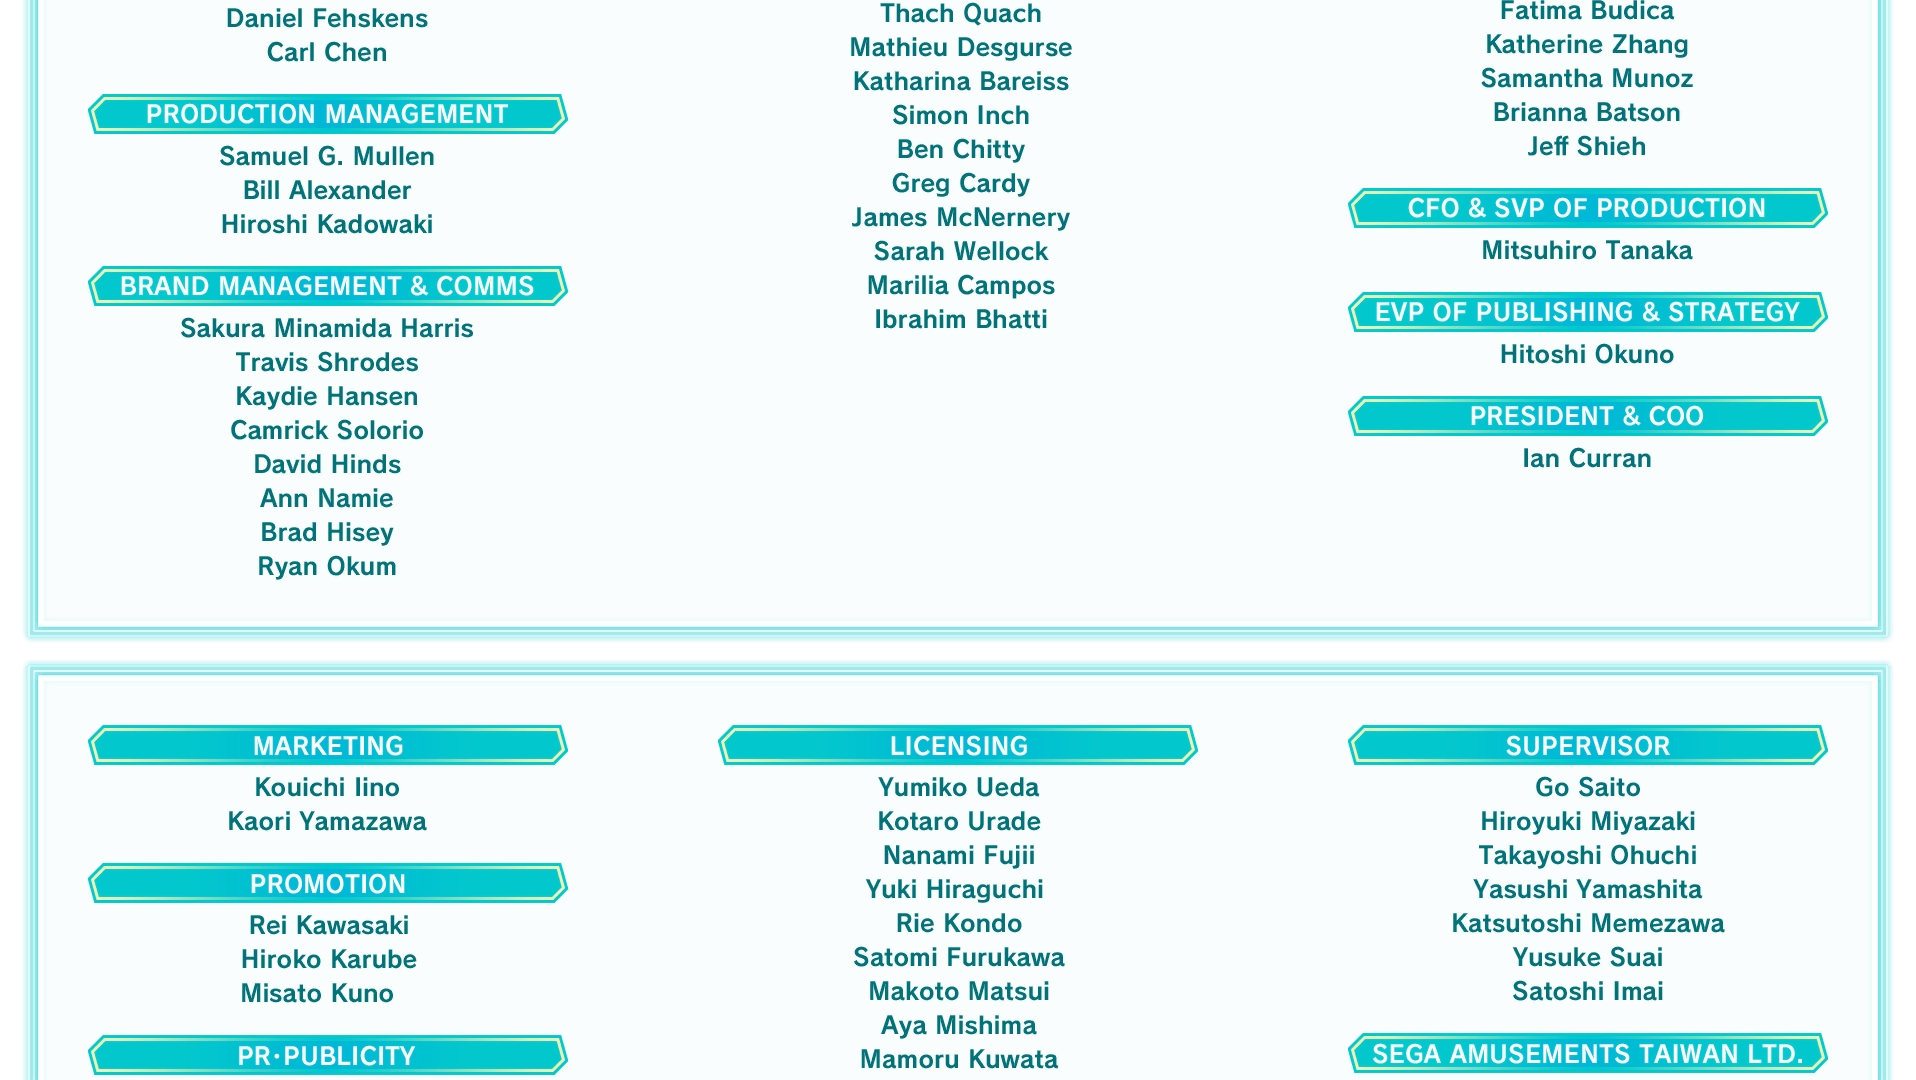 Daniel Fehskens
Carl Chen
PRODUCTION MANAGEMENT
Samuel G. Mullen
Bill Alexander
Hiroshi Kadowaki
BRAND MANAGEMENT & COMMS
Sakura Minamida Harris
Travis Shrodes
Kaydie Hansen
Camrick Solorio
David Hinds
Ann Namie
Brad Hisey
Ryan Okum
Thach Quach
Mathieu Desgurse
Katharina Bareiss
Simon Inch
Ben Chitty
Greg Cardy
James McNernery
Sarah Wellock
Marilia Campos
Ibrahim Bhatti
Fatima Budica
Katherine Zhang
Samantha Munoz
Brianna Batson
Jeff Shieh
CFO & SVP OF PRODUCTION
Mitsuhiro Tanaka
EVP OF PUBLISHING & STRATEGY
Hitoshi Okuno
PRESIDENT & COO
Ian Curran
MARKETING
Kouichi Iino
Kaori Yamazawa
PROMOTION
Rei Kawasaki
Hiroko Karube
Misato Kuno
PR・PUBLICITY
LICENSING
Yumiko Ueda
Kotaro Urade
Nanami Fujii
Yuki Hiraguchi
Rie Kondo
Satomi Furukawa
Makoto Matsui
Aya Mishima
Mamoru Kuwata
SUPERVISOR
Go Saito
Hiroyuki Miyazaki
Takayoshi Ohuchi
Yasushi Yamashita
Katsutoshi Memezawa
Yusuke Suai
Satoshi Imai
SEGA AMUSEMENTS TAIWAN LTD.